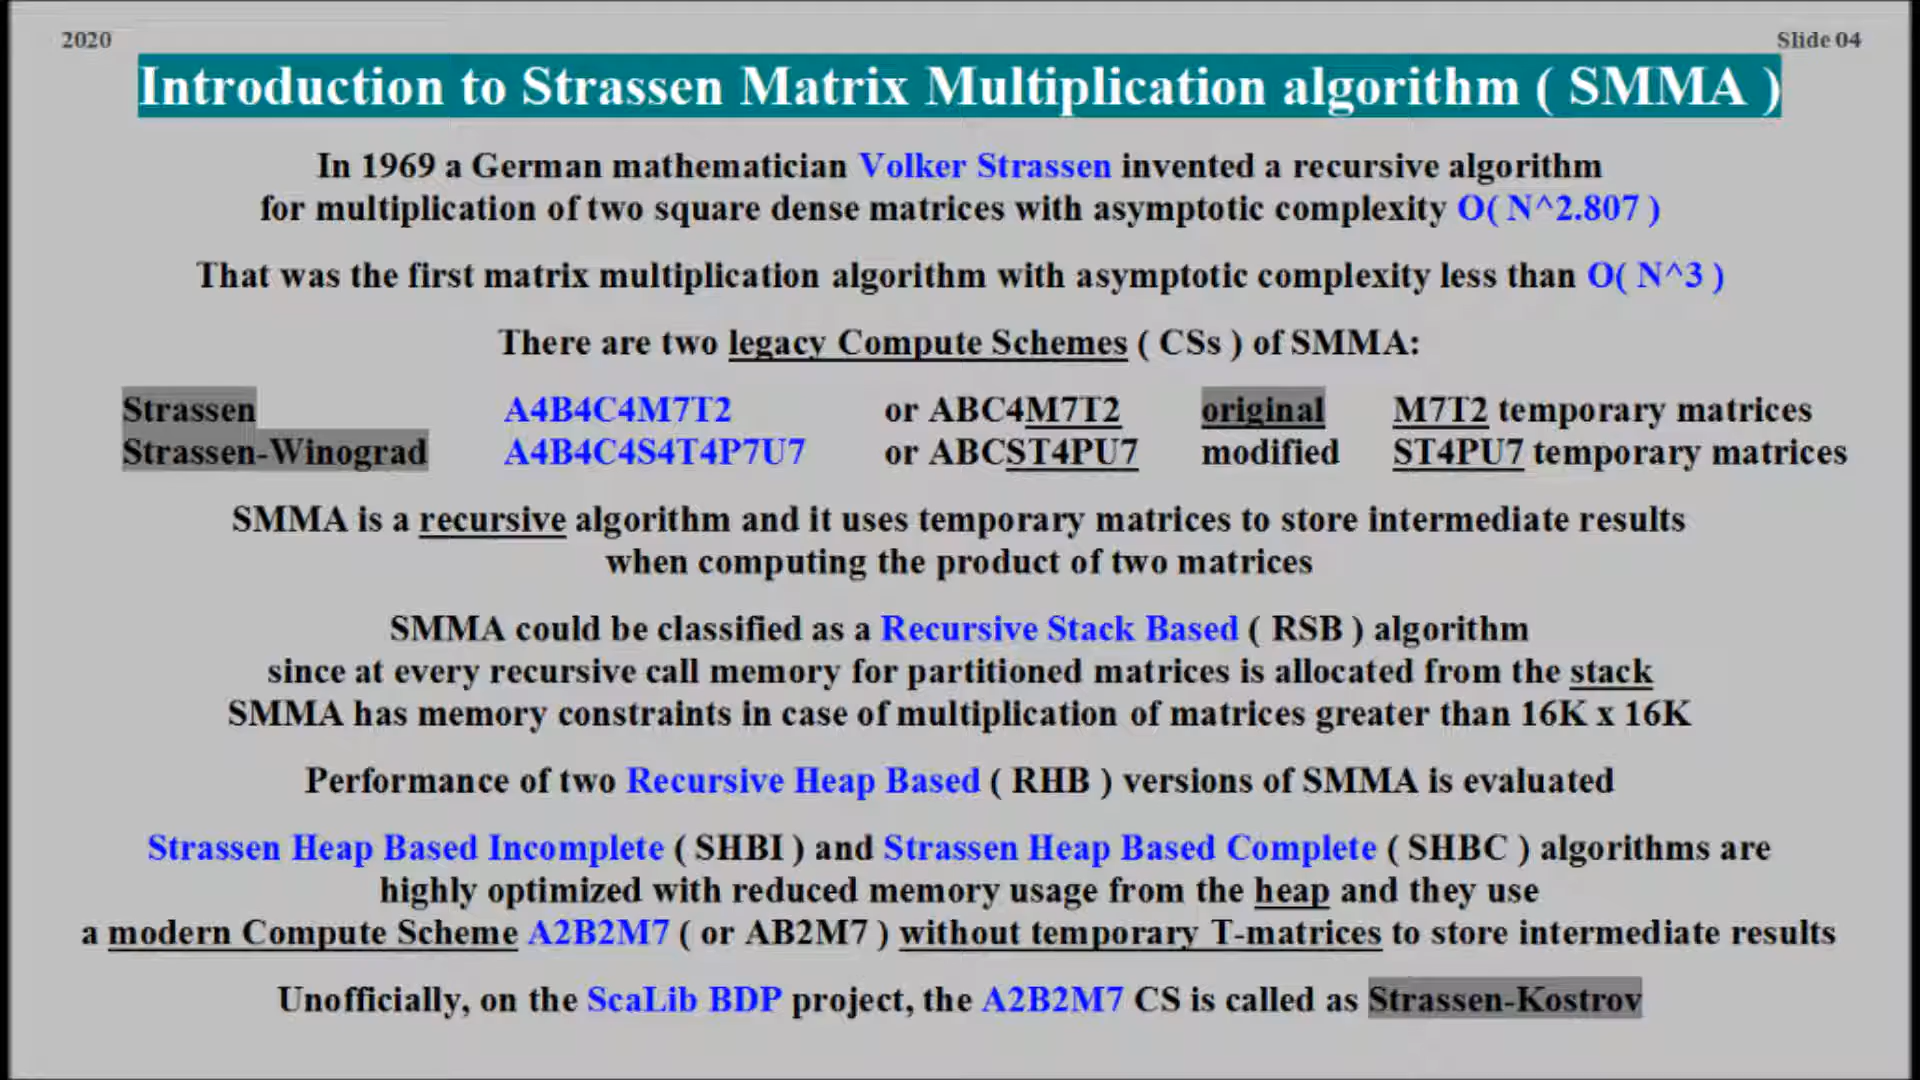 2020
Slide 04
Introduction to Strassen Matrix Multiplication algorithm ( SMMA )
In 1969 a German mathematician Volker Strassen invented a recursive algorithm
for multiplication of two square dense matrices with asymptotic complexity O( N^2.807 )
That was the first matrix multiplication algorithm with asymptotic complexity less than O( N^3 )
There are two legacy Compute Schemes ( CSs ) of SMMA:
Strassen A4B4C4M7T2 or ABC4M7T2 original M7T2 temporary matrices
Strassen-Winograd A4B4C4S4T4P7U7 or ABCST4PU7 modified ST4PU7 temporary matrices
SMMA is a recursive algorithm and it uses temporary matrices to store intermediate results
when computing the product of two matrices
SMMA could be classified as a Recursive Stack Based ( RSB ) algorithm
since at every recursive call memory for partitioned matrices is allocated from the stack
SMMA has memory constraints in case of multiplication of matrices greater than 16K x 16K
Performance of two Recursive Heap Based ( RHB ) versions of SMMA is evaluated
Strassen Heap Based Incomplete ( SHBI ) and Strassen Heap Based Complete ( SHBC ) algorithms are
highly optimized with reduced memory usage from the heap and they use
a modern Compute Scheme A2B2M7 ( or AB2M7 ) without temporary T-matrices to store intermediate results
Unofficially, on the ScaLib BDP project, the A2B2M7 CS is called as Strassen-Kostrov